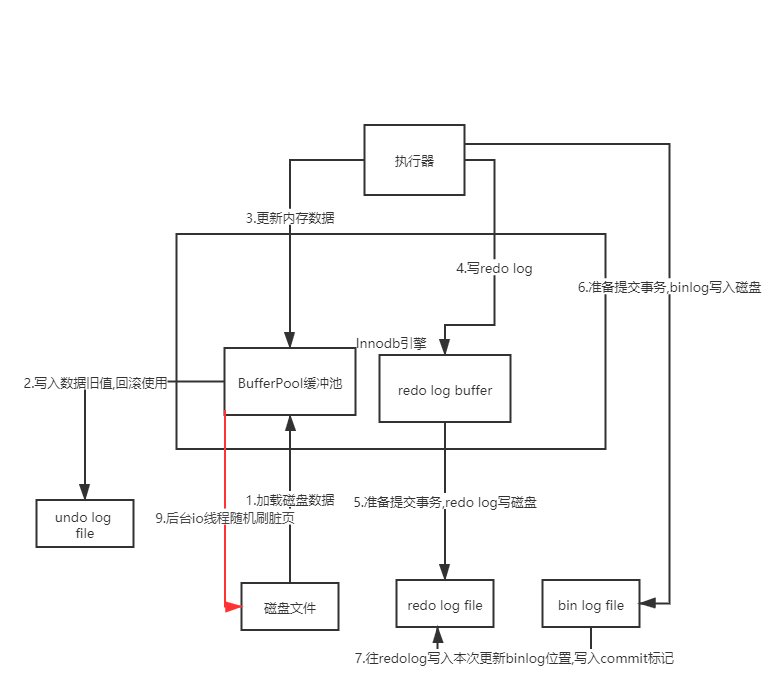 执行器
3.更新内存数据
4.写redo log
6.准备提交事务,binlog写入磁盘
Innodb引擎
2.写入数据旧值,回滚使用
BufferPool缓冲池
redo log buffer
1.加载磁盘数据
5.准备提交事务,redo log写磁盘
9.后台io线程随机刷脏页
undo log
file
磁盘文件
redo log file
bin log file
7.往redolog写入本次更新binlog位置,写入commit标记